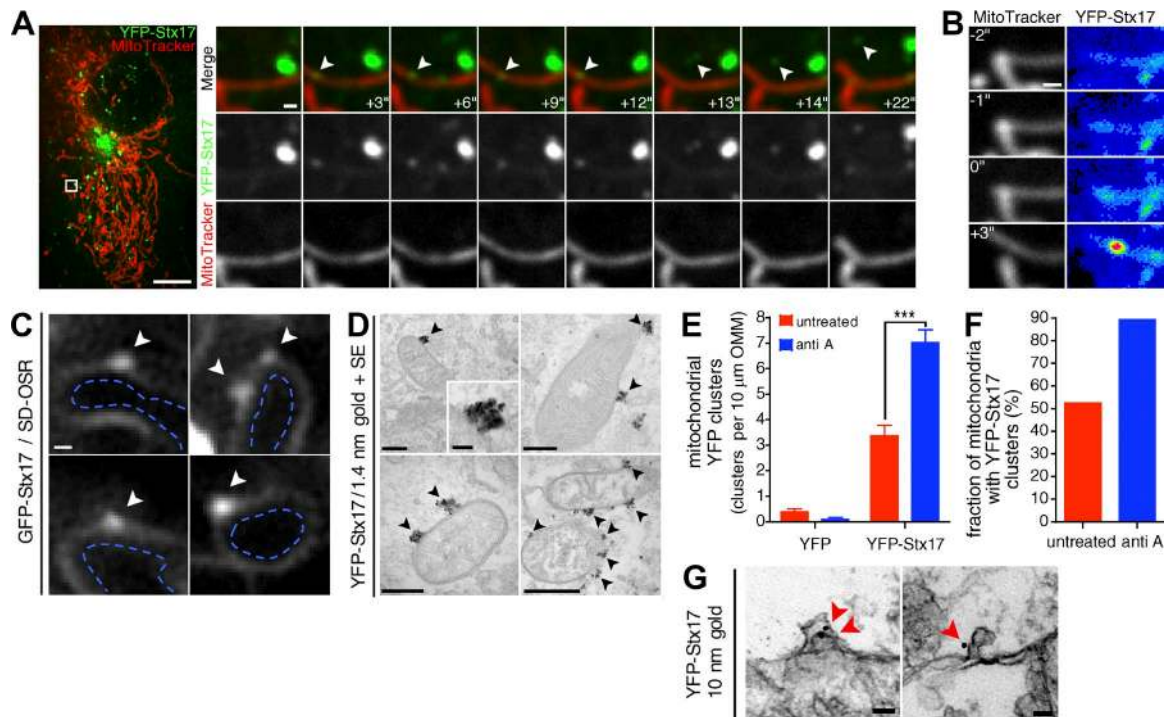 A
YFP-Stx17
MitoTracker
Merge
YFP-Stx17
MitoTracker
+3"
+6"
+9"
+12"
+13"
+14"
+22"
B
MitoTracker
YFP-Stx17
-2"
-1"
0"
+3"
C
GFP-Stx17 / SD-OSR
D
YFP-Stx17/1.4 nm gold + SE
E
mitochondrial
YFP clusters
(clusters per 10 µm OMM)
8
7
6
5
4
3
2
1
0
untreated
anti A
***
YFP
YFP-Stx17
F
fraction of mitochondria
with YFP-Stx17
clusters (%)
90
80
70
60
50
40
30
20
10
0
untreated anti A
G
YFP-Stx17
10 nm gold